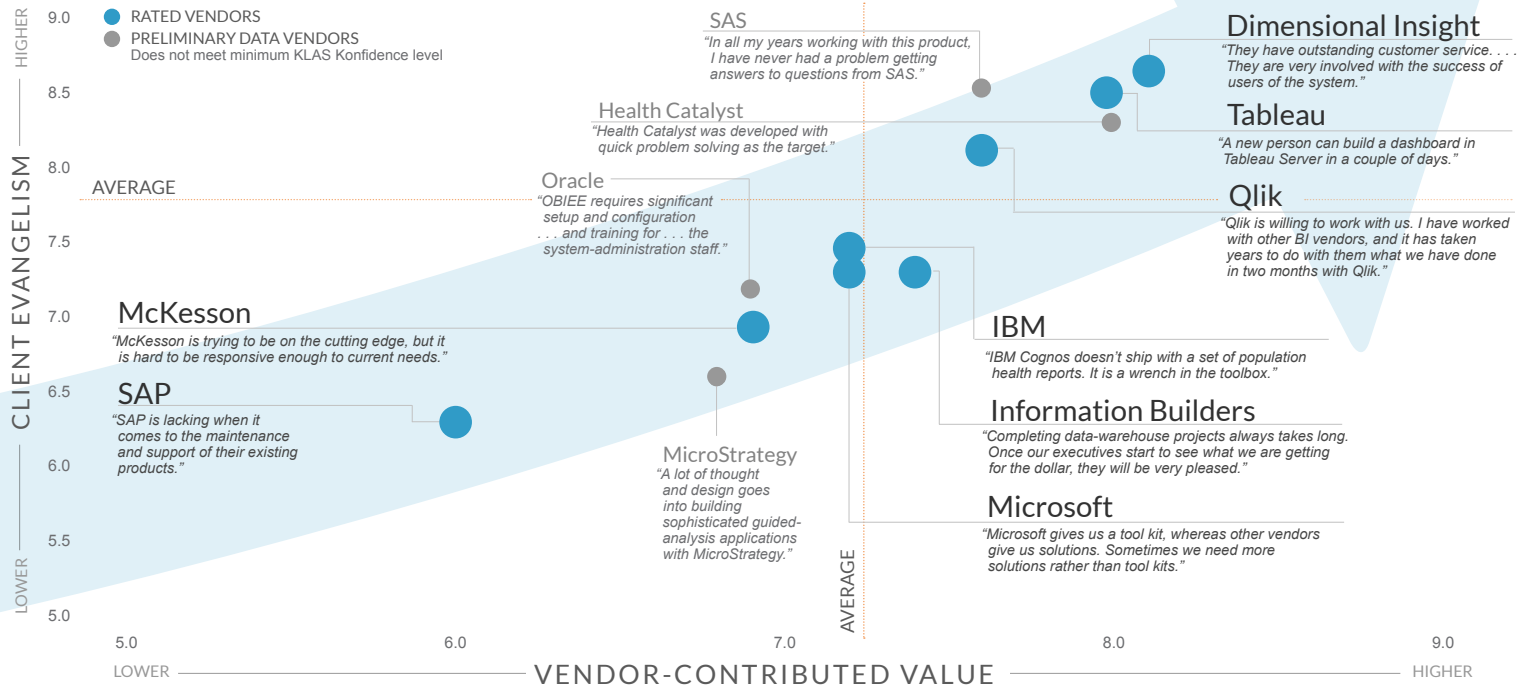 HIGHER
CLIENT EVANGELISM
LOWER
9.0
8.5
8.0
7.5
7.0
6.5
6.0
5.5
5.0
RATED VENDORS
PRELIMINARY DATA VENDORS
Does not meet minimum KLAS Konfidence level
AVERAGE
SAS
“In all my years working with this product,
I have never had a problem getting
answers to questions from SAS.”
Health Catalyst
“Health Catalyst was developed with
quick problem solving as the target.”
Oracle
“OBIEE requires significant
setup and configuration
. . . and training for . . . the
system-administration staff.”
McKesson
“McKesson is trying to be on the cutting edge, but it
is hard to be responsive enough to current needs.”
SAP
“SAP is lacking when it
comes to the maintenance
and support of their existing
products.”
MicroStrategy
“A lot of thought
and design goes
into building
sophisticated guided-
analysis applications
with MicroStrategy.”
Dimensional Insight
“They have outstanding customer service. . . .
They are very involved with the success of
users of the system.”
Tableau
“A new person can build a dashboard in
Tableau Server in a couple of days.”
Qlik
“Qlik is willing to work with us. I have worked
with other BI vendors, and it has taken
years to do with them what we have done
in two months with Qlik.”
IBM
“IBM Cognos doesn’t ship with a set of population
health reports. It is a wrench in the toolbox.”
Information Builders
“Completing data-warehouse projects always takes long.
Once our executives start to see what we are getting
for the dollar, they will be very pleased.”
Microsoft
“Microsoft gives us a tool kit, whereas other vendors
give us solutions. Sometimes we need more
solutions rather than tool kits.”
AVERAGE
5.0
6.0
7.0
8.0
9.0
LOWER
VENDOR-CONTRIBUTED VALUE
HIGHER